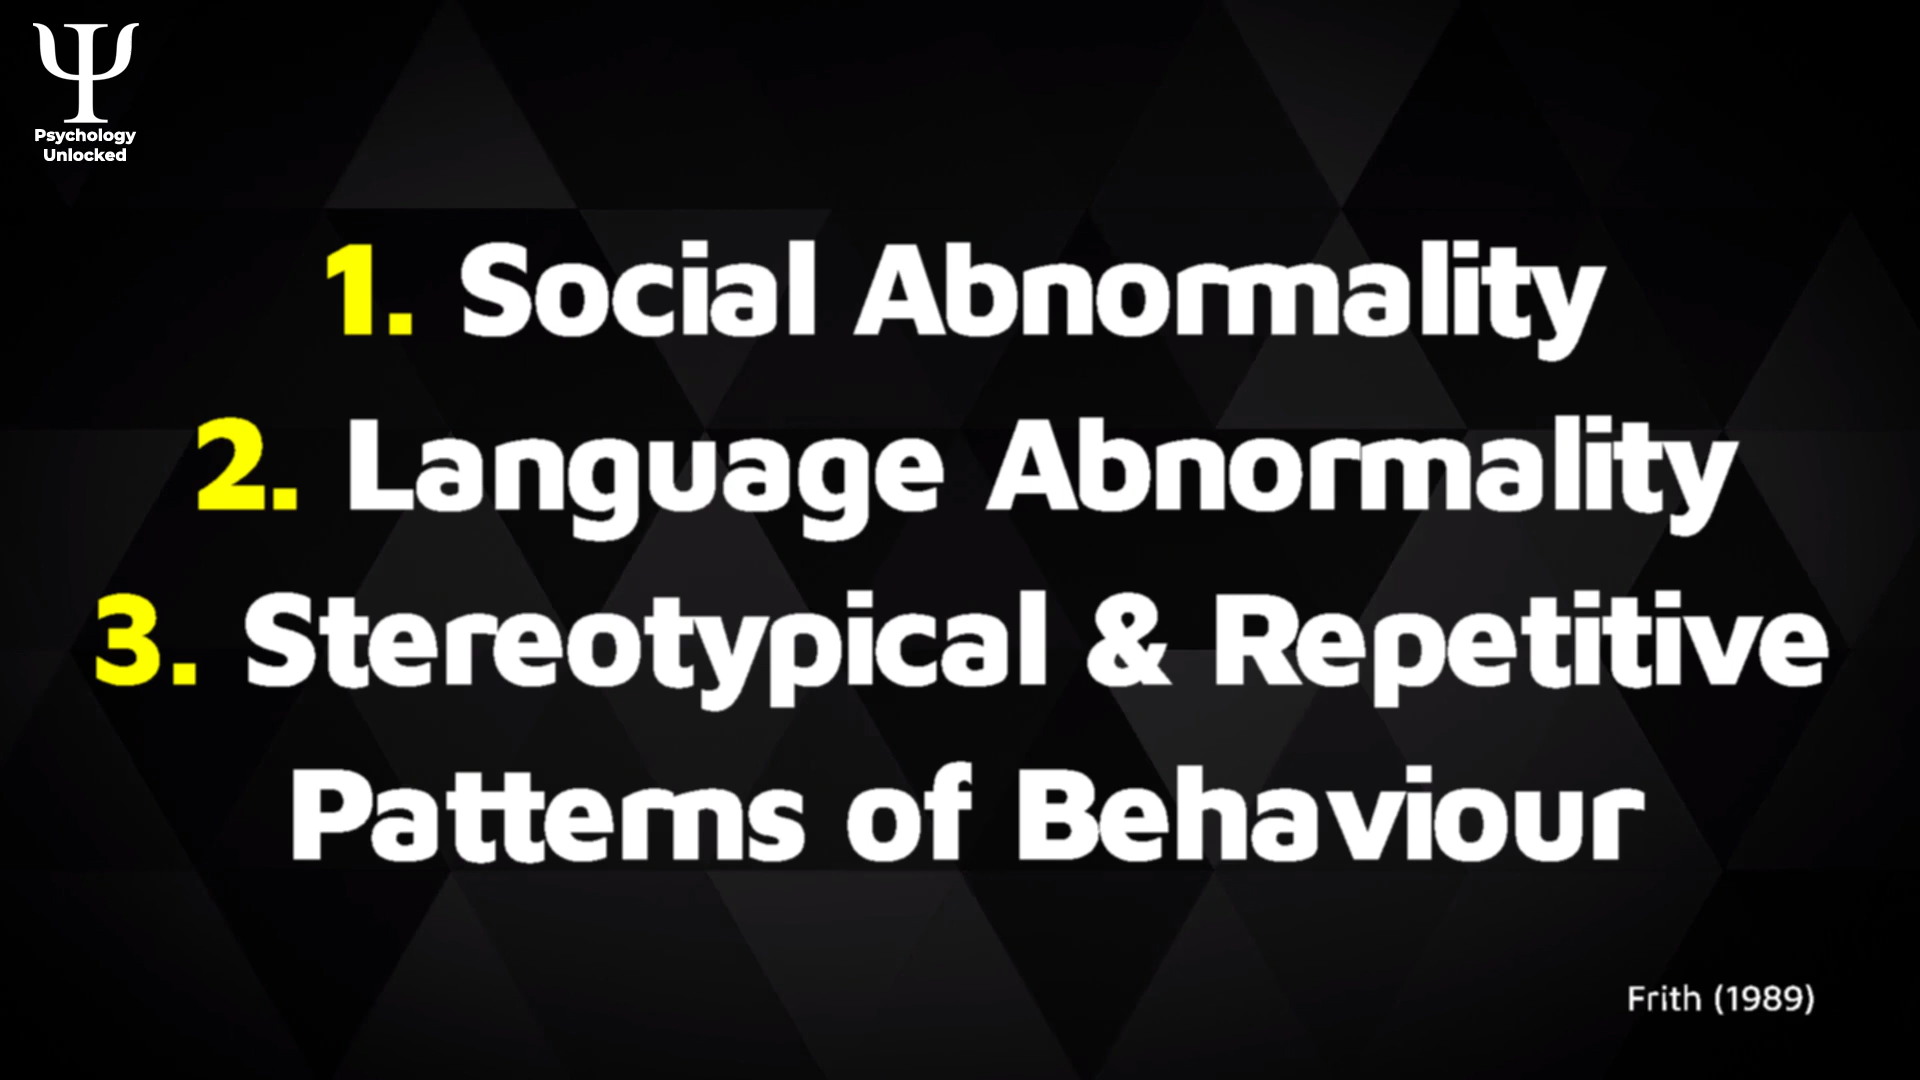 Psychology
Unlocked
1. Social Abnormality
2. Language Abnormality
3. Stereotypical & Repetitive
Patterns of Behaviour
Frith (1989)